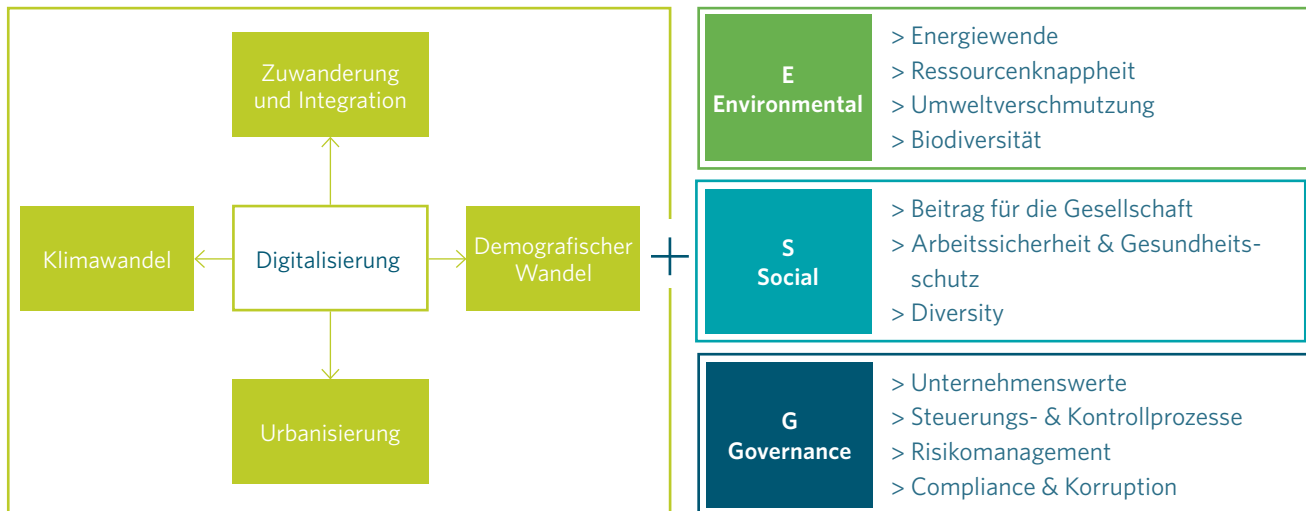 Zuwanderung
und Integration
Klimawandel
Digitalisierung
Demografischer
Wandel
Urbanisierung
E
Environmental
> Energiewende
> Ressourcenknappheit
> Umweltverschmutzung
> Biodiversität
S
Social
> Beitrag für die Gesellschaft
> Arbeitssicherheit & Gesundheits-
schutz
> Diversity
G
Governance
> Unternehmenswerte
> Steuerungs- & Kontrollprozesse
> Risikomanagement
> Compliance & Korruption